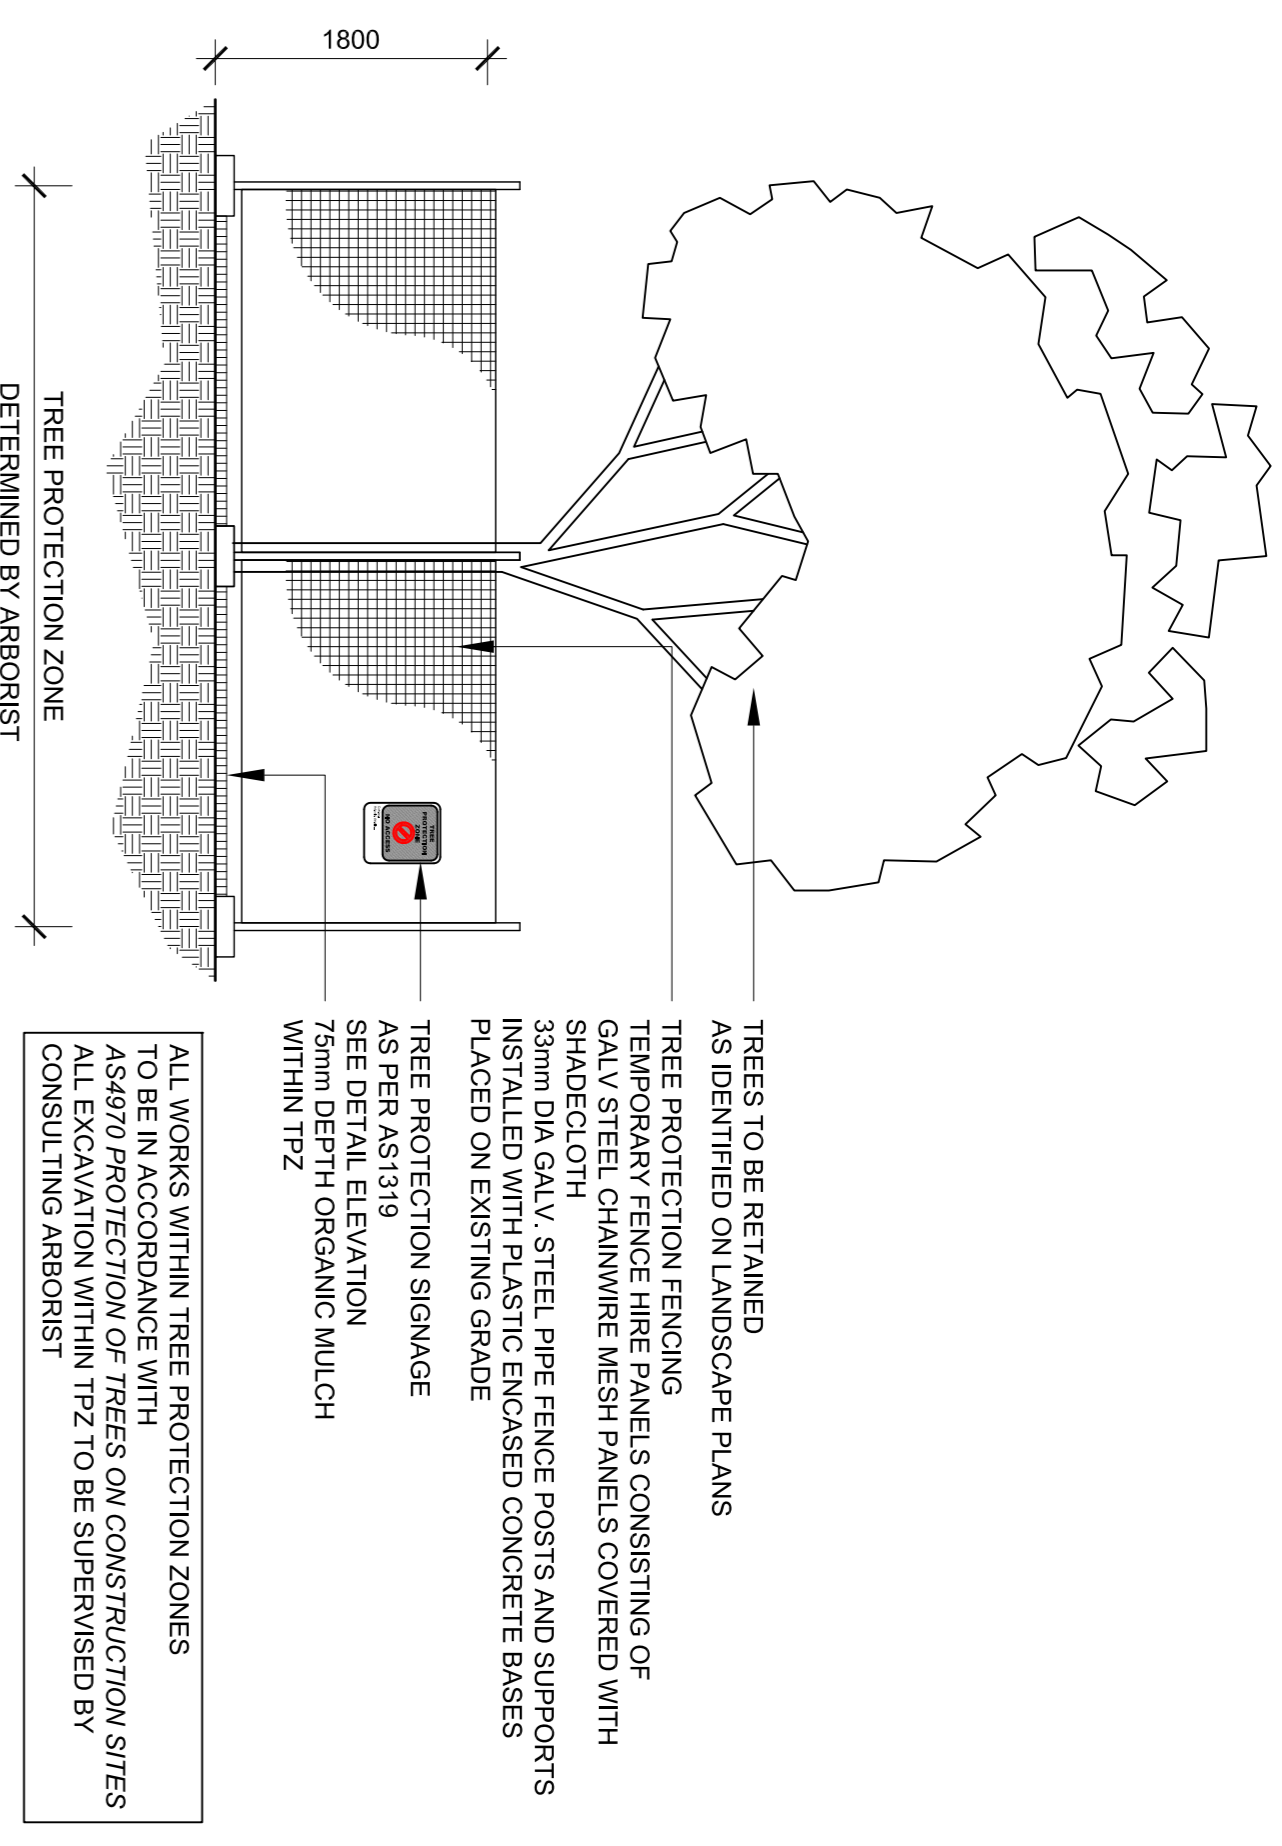 1800
TREES TO BE RETAINED
AS IDENTIFIED ON LANDSCAPE PLANS
TREE PROTECTION FENCING
TEMPORARY FENCE HIRE PANELS CONSISTING OF
GALV STEEL CHAINWIRE MESH PANELS COVERED WITH
SHADECLOTH
33mm DIA GALV. STEEL PIPE FENCE POSTS AND SUPPORTS
INSTALLED WITH PLASTIC ENCASED CONCRETE BASES
PLACED ON EXISTING GRADE
TREE
PROTECTION
ZONE
NO ACCESS
TREE PROTECTION SIGNAGE
AS PER AS1319
SEE DETAIL ELEVATION
75mm DEPTH ORGANIC MULCH
WITHIN TPZ
TREE PROTECTION ZONE
DETERMINED BY ARBORIST
ALL WORKS WITHIN TREE PROTECTION ZONES
TO BE IN ACCORDANCE WITH
AS4970 PROTECTION OF TREES ON CONSTRUCTION SITES
ALL EXCAVATION WITHIN TPZ TO BE SUPERVISED BY
CONSULTING ARBORIST